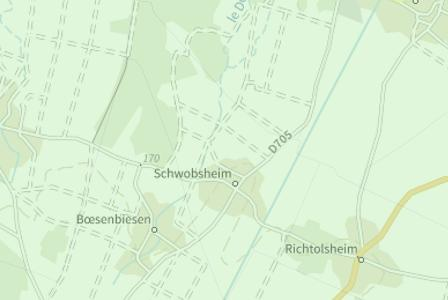 le D
D705
170
Schwobsheim
Bœsenbiesen
Richtolsheim